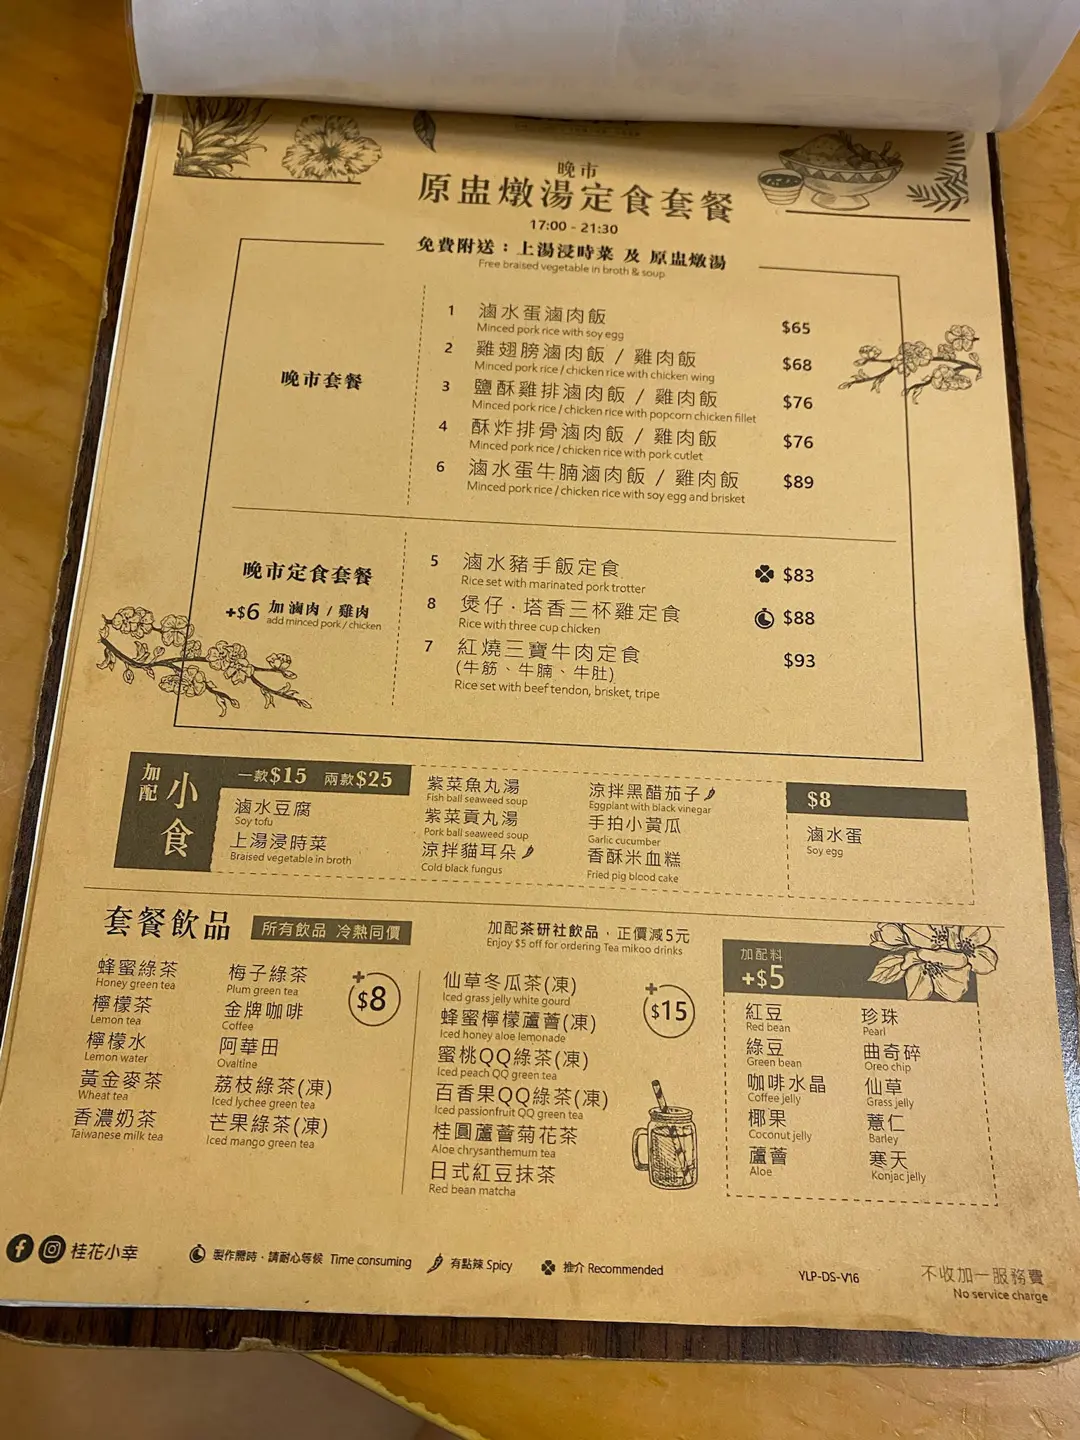 晚市
原盅燉湯定食套餐
17:00 - 21:30
免費附送：上湯浸時菜 及 原盅燉湯
Free braised vegetable in broth & soup
晚市套餐
1 滷水蛋滷肉飯 $65
Minced pork rice with soy egg
2 雞翅膀滷肉飯 / 雞肉飯 $68
Minced pork rice / chicken rice with chicken wing
3 鹽酥雞排滷肉飯 / 雞肉飯 $76
Minced pork rice / chicken rice with popcorn chicken fillet
4 酥炸排骨滷肉飯 / 雞肉飯 $76
Minced pork rice / chicken rice with pork cutlet
6 滷水蛋牛腩滷肉飯 / 雞肉飯 $89
Minced pork rice / chicken rice with soy egg and brisket
晚市定食套餐
+$6 加 滷肉 / 雞肉
add minced pork / chicken
5 滷水豬手飯定食 $83
Rice set with marinated pork trotter
8 煲仔·塔香三杯雞定食 $88
Rice with three cup chicken
7 紅燒三寶牛肉定食 $93
(牛筋、牛腩、牛肚)
Rice set with beef tendon, brisket, tripe
加配 小食
一款$15 兩款$25
滷水豆腐
Soy tofu
上湯浸時菜
Braised vegetable in broth
紫菜魚丸湯
Fish ball seaweed soup
紫菜貢丸湯
Pork ball seaweed soup
涼拌貓耳朵
Cold black fungus
涼拌黑醋茄子
Eggplant with black vinegar
手拍小黃瓜
Garlic cucumber
香酥米血糕
Fried pig blood cake
$8
滷水蛋
Soy egg
套餐飲品 所有飲品 冷熱同價
+$8
蜂蜜綠茶
Honey green tea
檸檬茶
Lemon tea
檸檬水
Lemon water
黃金麥茶
Wheat tea
香濃奶茶
Taiwanese milk tea
梅子綠茶
Plum green tea
金牌咖啡
Coffee
阿華田
Ovaltine
荔枝綠茶(凍)
Iced lychee green tea
芒果綠茶(凍)
Iced mango green tea
加配茶研社飲品，正價減5元
Enjoy $5 off for ordering Tea mikoo drinks
+$15
仙草冬瓜茶(凍)
Iced grass jelly white gourd
蜂蜜檸檬蘆薈(凍)
Iced honey aloe lemonade
蜜桃QQ綠茶(凍)
Iced peach QQ green tea
百香果QQ綠茶(凍)
Iced passionfruit QQ green tea
桂圓蘆薈菊花茶
Aloe chrysanthemum tea
日式紅豆抹茶
Red bean matcha
加配料
+$5
紅豆
Red bean
綠豆
Green bean
咖啡水晶
Coffee jelly
椰果
Coconut jelly
蘆薈
Aloe
珍珠
Pearl
曲奇碎
Oreo chip
仙草
Grass jelly
薏仁
Barley
寒天
Konjac jelly
桂花小幸
製作需時·請耐心等候 Time consuming
有點辣 Spicy
推介 Recommended
YLP-DS-V16
不收加一服務費
No service charge